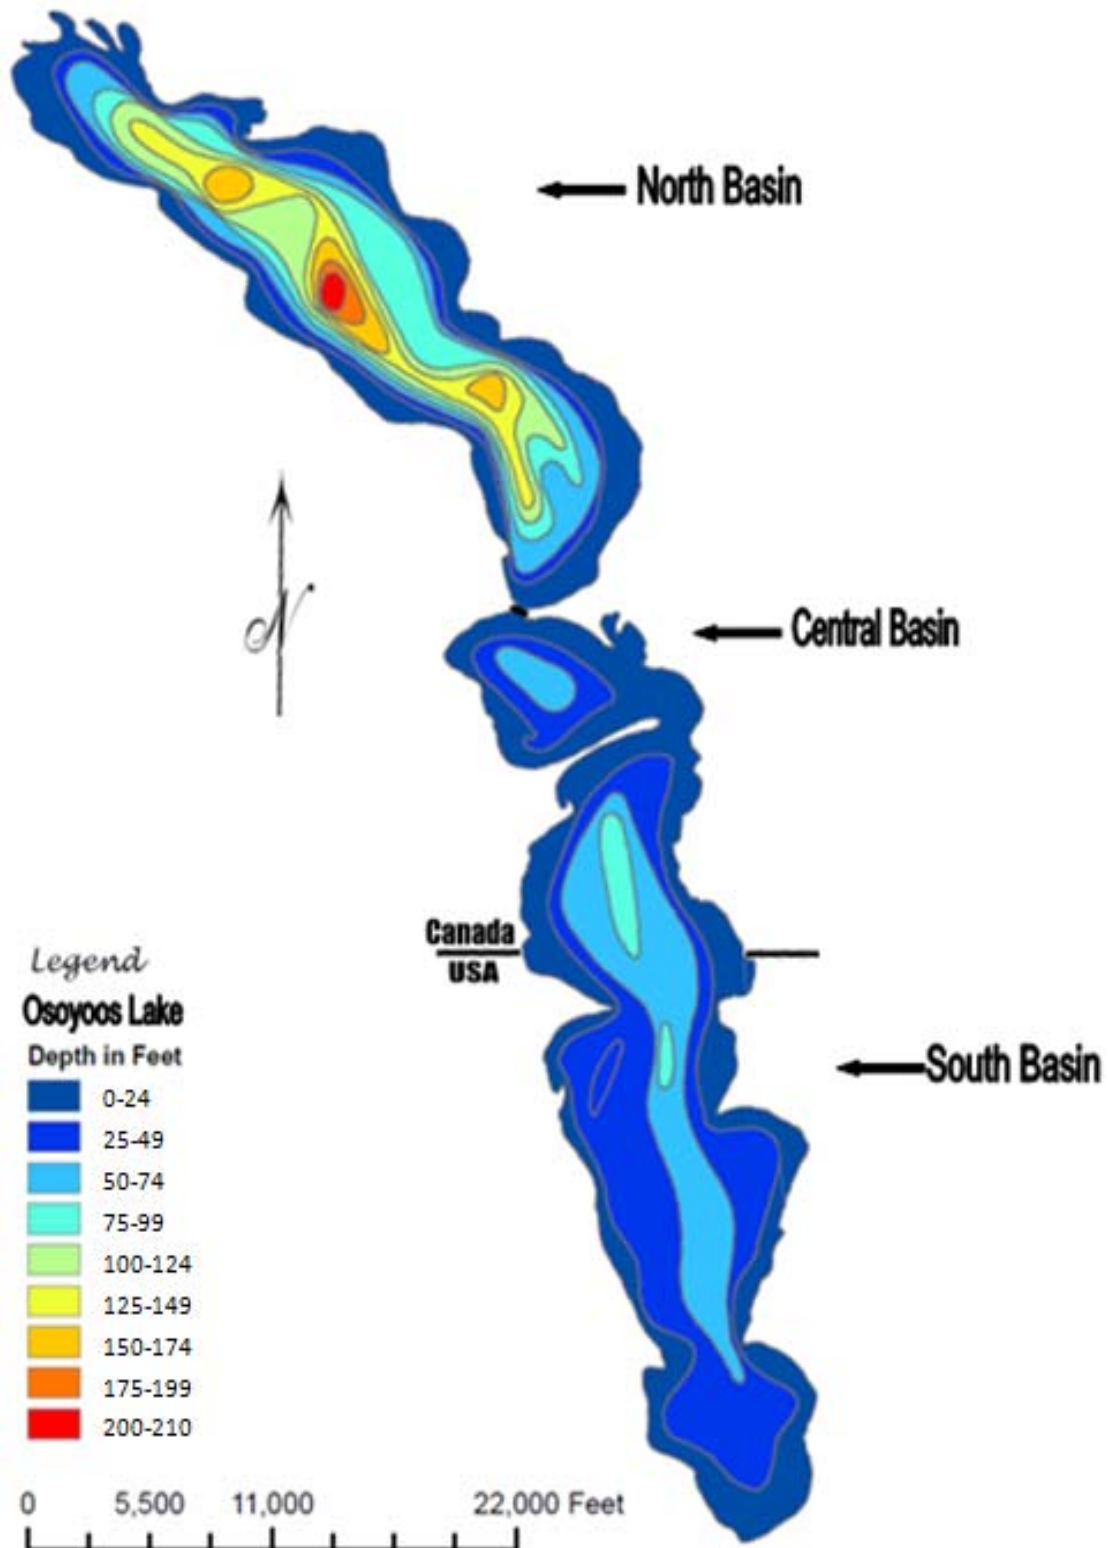 North Basin
N
Central Basin
Canada
USA
South Basin
Legend
Osoyoos Lake
Depth in Feet
0-24
25-49
50-74
75-99
100-124
125-149
150-174
175-199
200-210
0 5,500 11,000 22,000 Feet